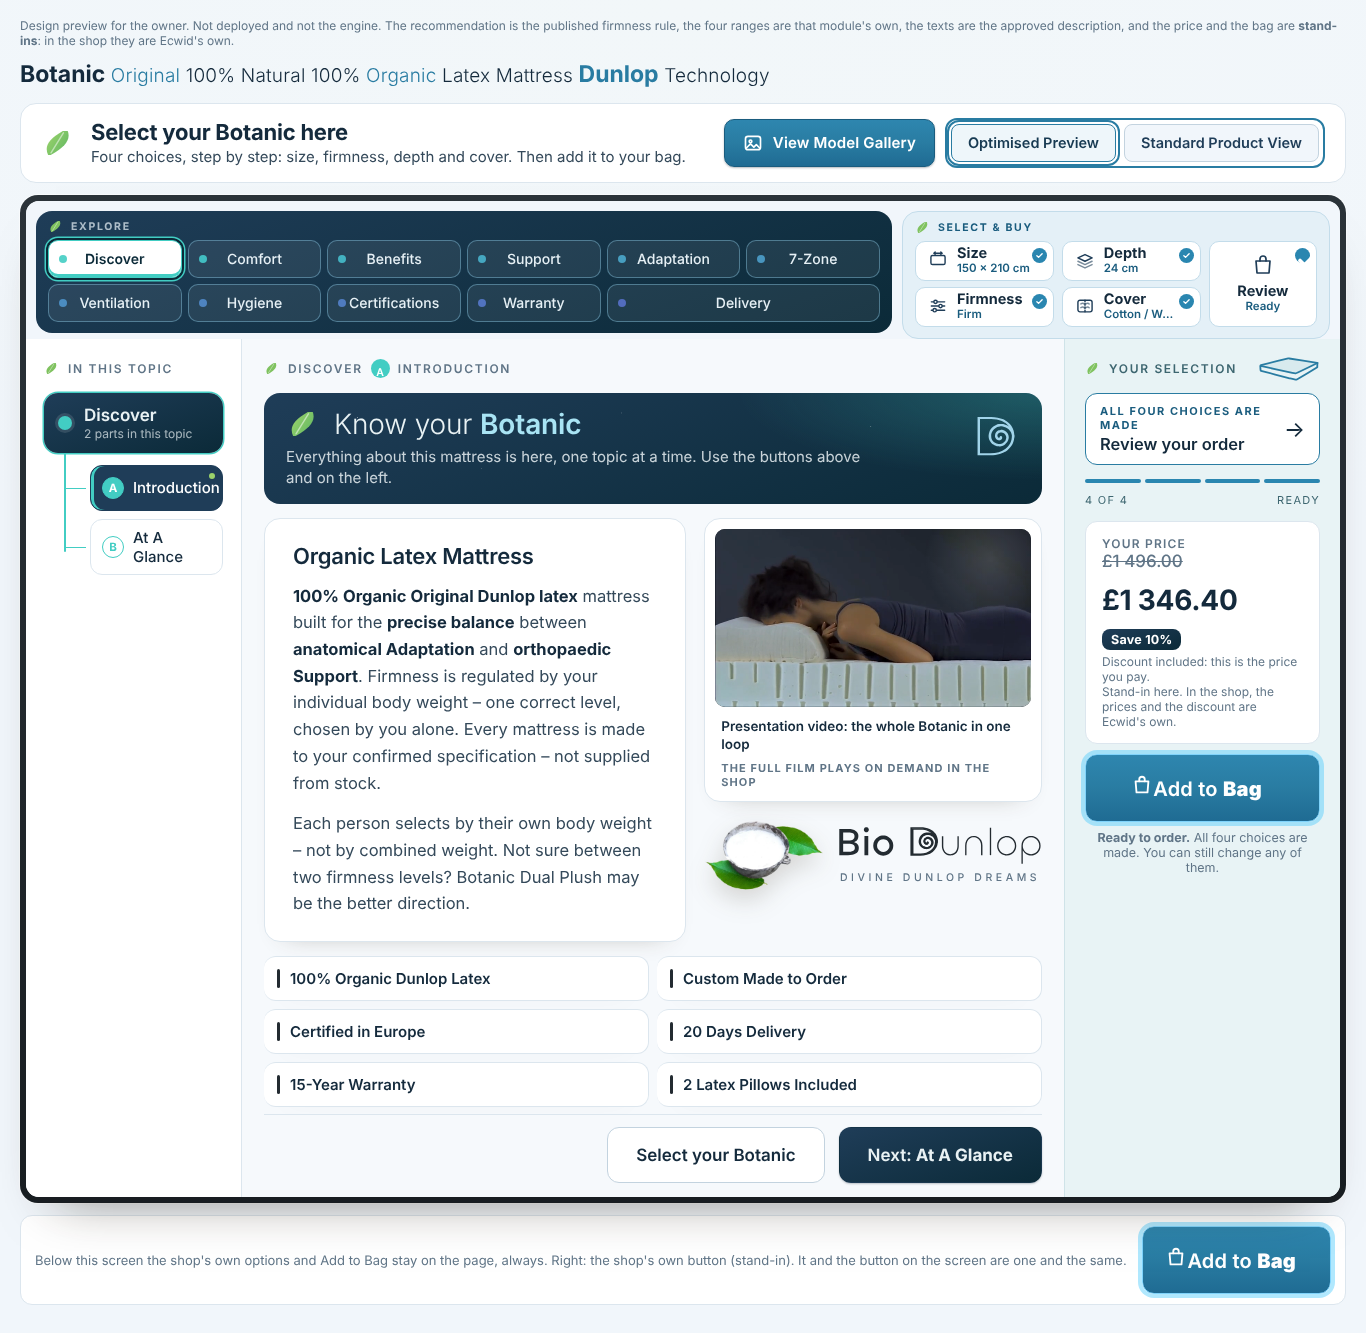 Design preview for the owner. Not deployed and not the engine. The recommendation is the published firmness rule, the four ranges are that module's own, the texts are the approved description, and the price and the bag are stand-
ins: in the shop they are Ecwid's own.
Botanic Original 100% Natural 100% Organic Latex Mattress Dunlop Technology
Select your Botanic here
Four choices, step by step: size, firmness, depth and cover. Then add it to your bag.
View Model Gallery
Optimised Preview
Standard Product View
EXPLORE
Discover
Comfort
Benefits
Support
Adaptation
7-Zone
Ventilation
Hygiene
Certifications
Warranty
Delivery
SELECT & BUY
Size
150 × 210 cm
Depth
24 cm
Firmness
Firm
Cover
Cotton / W...
Review
Ready
IN THIS TOPIC
Discover
2 parts in this topic
A Introduction
B At A
Glance
DISCOVER A INTRODUCTION
Know your Botanic
Everything about this mattress is here, one topic at a time. Use the buttons above
and on the left.
Organic Latex Mattress
100% Organic Original Dunlop latex mattress
built for the precise balance between
anatomical Adaptation and orthopaedic
Support. Firmness is regulated by your
individual body weight – one correct level,
chosen by you alone. Every mattress is made
to your confirmed specification – not supplied
from stock.
Each person selects by their own body weight
– not by combined weight. Not sure between
two firmness levels? Botanic Dual Plush may
be the better direction.
Presentation video: the whole Botanic in one
loop
THE FULL FILM PLAYS ON DEMAND IN THE
SHOP
Bio Dunlop
DIVINE DUNLOP DREAMS
100% Organic Dunlop Latex
Custom Made to Order
Certified in Europe
20 Days Delivery
15-Year Warranty
2 Latex Pillows Included
Select your Botanic
Next: At A Glance
YOUR SELECTION
ALL FOUR CHOICES ARE
MADE
Review your order
4 OF 4
READY
YOUR PRICE
£1 496.00
£1 346.40
Save 10%
Discount included: this is the price
you pay.
Stand-in here. In the shop, the
prices and the discount are
Ecwid's own.
Add to Bag
Ready to order. All four choices are
made. You can still change any of
them.
Below this screen the shop's own options and Add to Bag stay on the page, always. Right: the shop's own button (stand-in). It and the button on the screen are one and the same.
Add to Bag